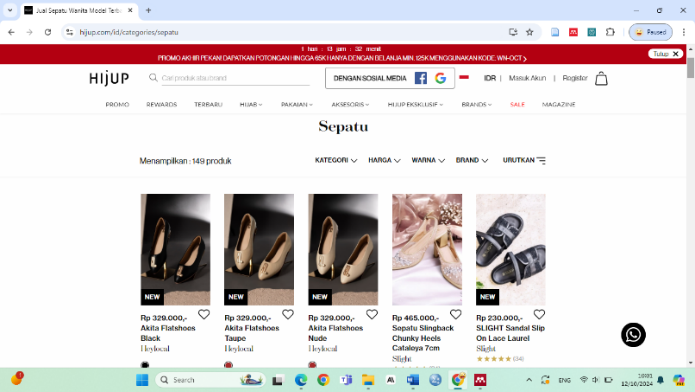 Jual Sepatu Wanita Model Terb
hijup.com/id/categories/sepatu
Paused
1 hari : 13 jam : 32 menit
PROMO AKHIR PEKAN! DAPATKAN POTONGAN HINGGA 65K HANYA DENGAN BELANJA MIN. 125K MENGGUNAKAN KODE: WN-OCT
Tutup X
HIJUP
Cari produk atau brand
DENGAN SOSIAL MEDIA
IDR | Masuk Akun | Register
PROMO REWARDS TERBARU HIJAB PAKAIAN AKSESORIS HIJUP EKSKLUSIF BRANDS SALE MAGAZINE
Sepatu
Menampilkan : 149 produk
KATEGORI HARGA WARNA BRAND URUTKAN
NEW NEW NEW NEW
Rp 329.000,- Rp 329.000,- Rp 329.000,- Rp 465.000,- Rp 230.000,-
Akita Flatshoes Akita Flatshoes Akita Flatshoes Sepatu Slingback SLIGHT Sandal Slip
Black Taupe Nude Chunky Heels On Lace Laurel
Heylocal Heylocal Heylocal Cataleya 7cm Slight
Slight (34)
Search
ENG
12/10/2024